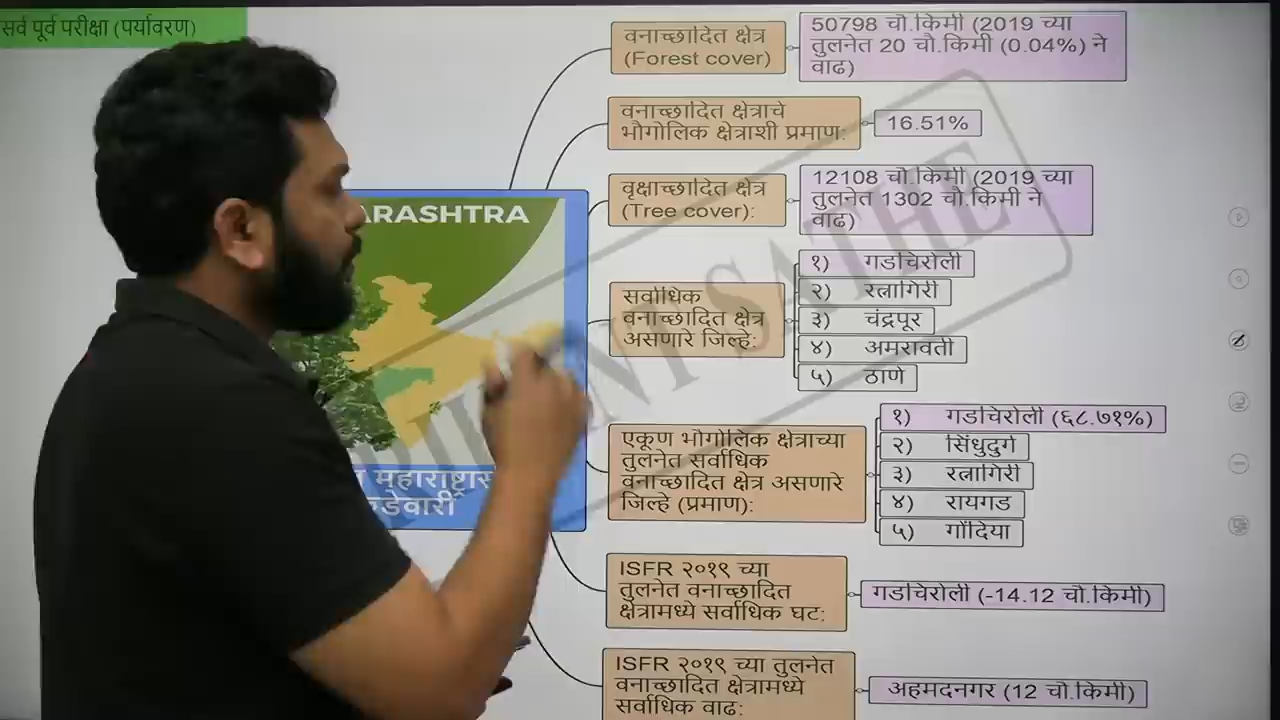 सर्व पूर्व परीक्षा (पर्यावरण)
वनाच्छादित क्षेत्र
(Forest cover)
50798 चौ.किमी (2019 च्या
तुलनेत 20 चौ.किमी (0.04%) ने
वाढ)
वनाच्छादित क्षेत्राचे
भौगोलिक क्षेत्राशी प्रमाण:
16.51%
वृक्षाच्छादित क्षेत्र
(Tree cover):
12108 चौ.किमी (2019 च्या
तुलनेत 1302 चौ.किमी ने
वाढ)
ARASHTRA
सर्वाधिक
वनाच्छादित क्षेत्र
असणारे जिल्हे:
१) गडचिरोली
२) रत्नागिरी
३) चंद्रपूर
४) अमरावती
५) ठाणे
महाराष्ट्रा
कडेवारी
एकूण भौगोलिक क्षेत्राच्या
तुलनेत सर्वाधिक
वनाच्छादित क्षेत्र असणारे
जिल्हे (प्रमाण):
१) गडचिरोली (६८.७१%)
२) सिंधुदुर्ग
३) रत्नागिरी
४) रायगड
५) गोंदिया
ISFR २०१९ च्या
तुलनेत वनाच्छादित
क्षेत्रामध्ये सर्वाधिक घट:
गडचिरोली (-14.12 चौ.किमी)
ISFR २०१९ च्या तुलनेत
वनाच्छादित क्षेत्रामध्ये
सर्वाधिक वाढ:
अहमदनगर (12 चौ.किमी)
SATHE